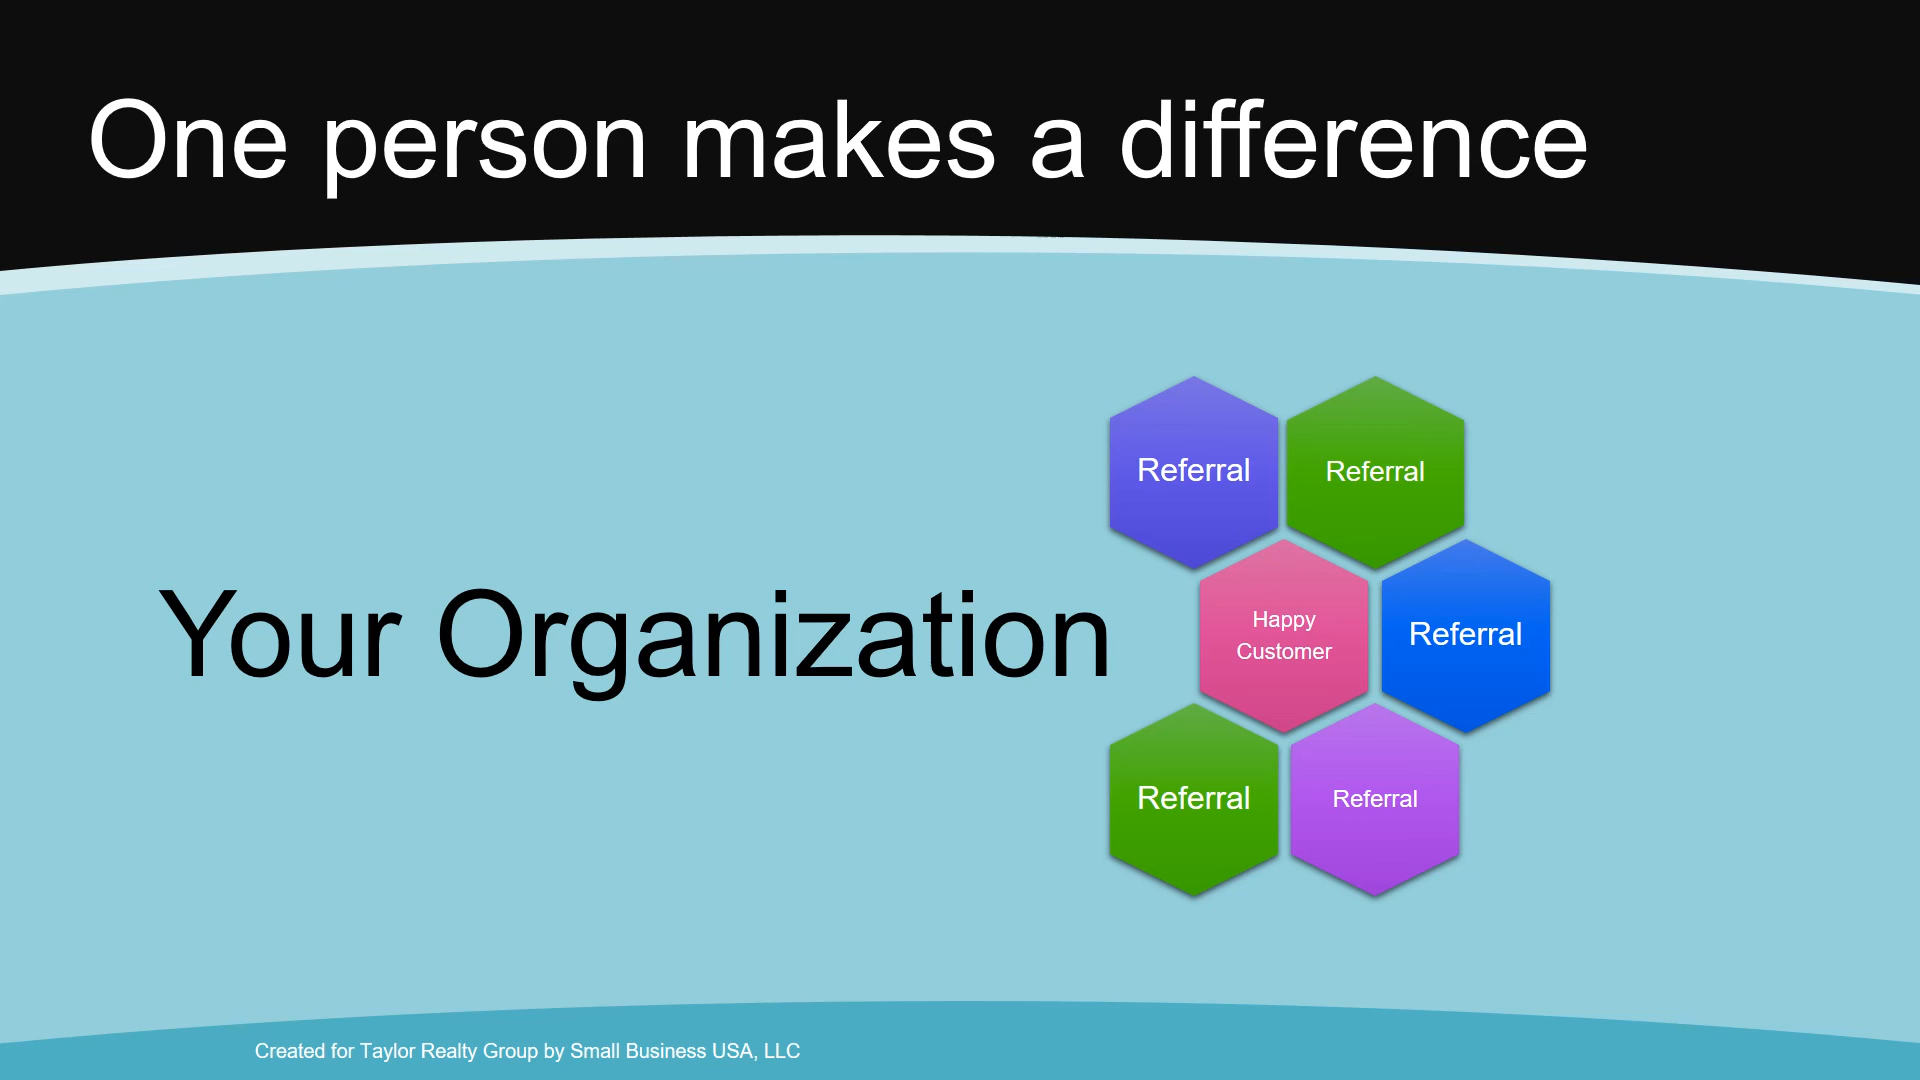 One person makes a difference
Referral
Referral
Your Organization
Happy
Customer
Referral
Referral
Referral
Created for Taylor Realty Group by Small Business USA, LLC